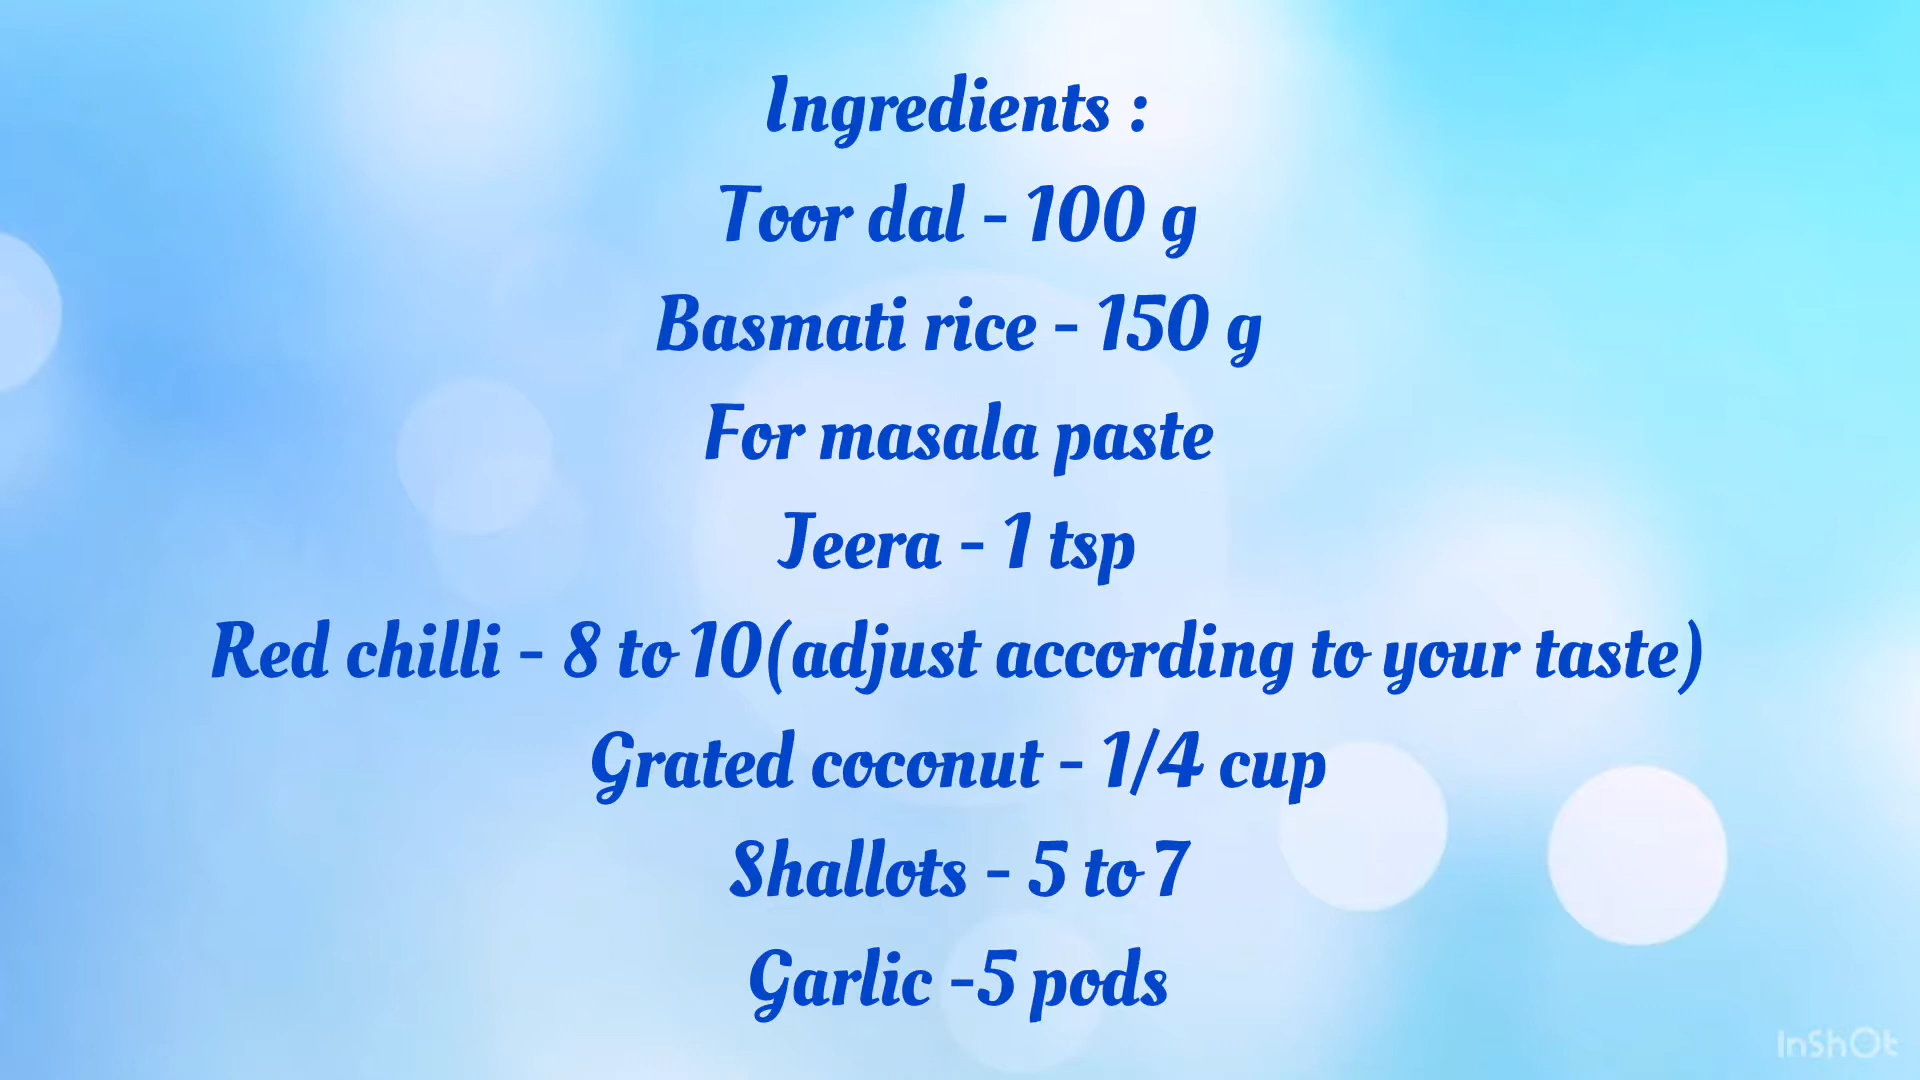 Ingredients :
Toor dal - 100 g
Basmati rice - 150 g
For masala paste
Jeera - 1 tsp
Red chilli - 8 to 10(adjust according to your taste)
Grated coconut - 1/4 cup
Shallots - 5 to 7
Garlic -5 pods
InShOt